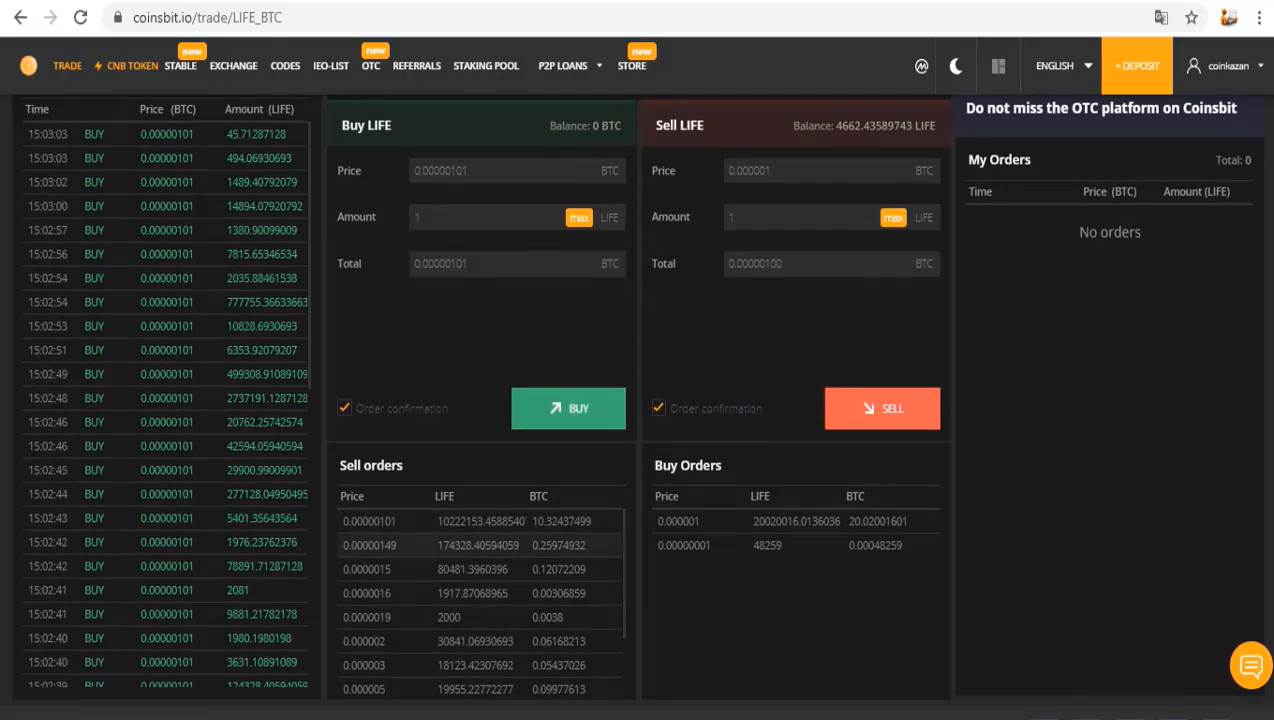 coinsbit.io/trade/LIFE_BTC
new new new
TRADE CNB TOKEN STABLE EXCHANGE CODES IEO-LIST OTC REFERRALS STAKING POOL P2P LOANS STORE ENGLISH + DEPOSIT coinkazan
Time Price (BTC) Amount (LIFE)
15:03:03 BUY 0.00000101 45.71287128
15:03:03 BUY 0.00000101 494.06930693
15:03:02 BUY 0.00000101 1489.40792079
15:03:00 BUY 0.00000101 14894.07920792
15:02:57 BUY 0.00000101 1380.90099009
15:02:56 BUY 0.00000101 7815.65346534
15:02:54 BUY 0.00000101 2035.88461538
15:02:54 BUY 0.00000101 777755.36633663
15:02:53 BUY 0.00000101 10828.6930693
15:02:51 BUY 0.00000101 6353.92079207
15:02:49 BUY 0.00000101 499308.91089109
15:02:48 BUY 0.00000101 2737191.1287128
15:02:46 BUY 0.00000101 20762.25742574
15:02:46 BUY 0.00000101 42594.05940594
15:02:45 BUY 0.00000101 29900.99009901
15:02:44 BUY 0.00000101 277128.04950495
15:02:43 BUY 0.00000101 5401.35643564
15:02:42 BUY 0.00000101 1976.23762376
15:02:42 BUY 0.00000101 78891.71287128
15:02:41 BUY 0.00000101 2081
15:02:41 BUY 0.00000101 9881.21782178
15:02:40 BUY 0.00000101 1980.1980198
15:02:40 BUY 0.00000101 3631.10891089
15:02:39 BUY 0.00000101 124328.40594059
Buy LIFE Balance: 0 BTC
Price 0.00000101 BTC
Amount 1 max LIFE
Total 0.00000101 BTC
Order confirmation BUY
Sell LIFE Balance: 4662.43589743 LIFE
Price 0.000001 BTC
Amount 1 max LIFE
Total 0.00000100 BTC
Order confirmation SELL
Sell orders
Price LIFE BTC
0.00000101 10222153.4588540 10.32437499
0.00000149 174328.40594059 0.25974932
0.0000015 80481.3960396 0.12072209
0.0000016 1917.87068965 0.00306859
0.0000019 2000 0.0038
0.000002 30841.06930693 0.06168213
0.000003 18123.42307692 0.05437026
0.000005 19955.22772277 0.09977613
Buy Orders
Price LIFE BTC
0.000001 20020016.0136036 20.02001601
0.00000001 48259 0.00048259
Do not miss the OTC platform on Coinsbit
My Orders Total: 0
Time Price (BTC) Amount (LIFE)
No orders